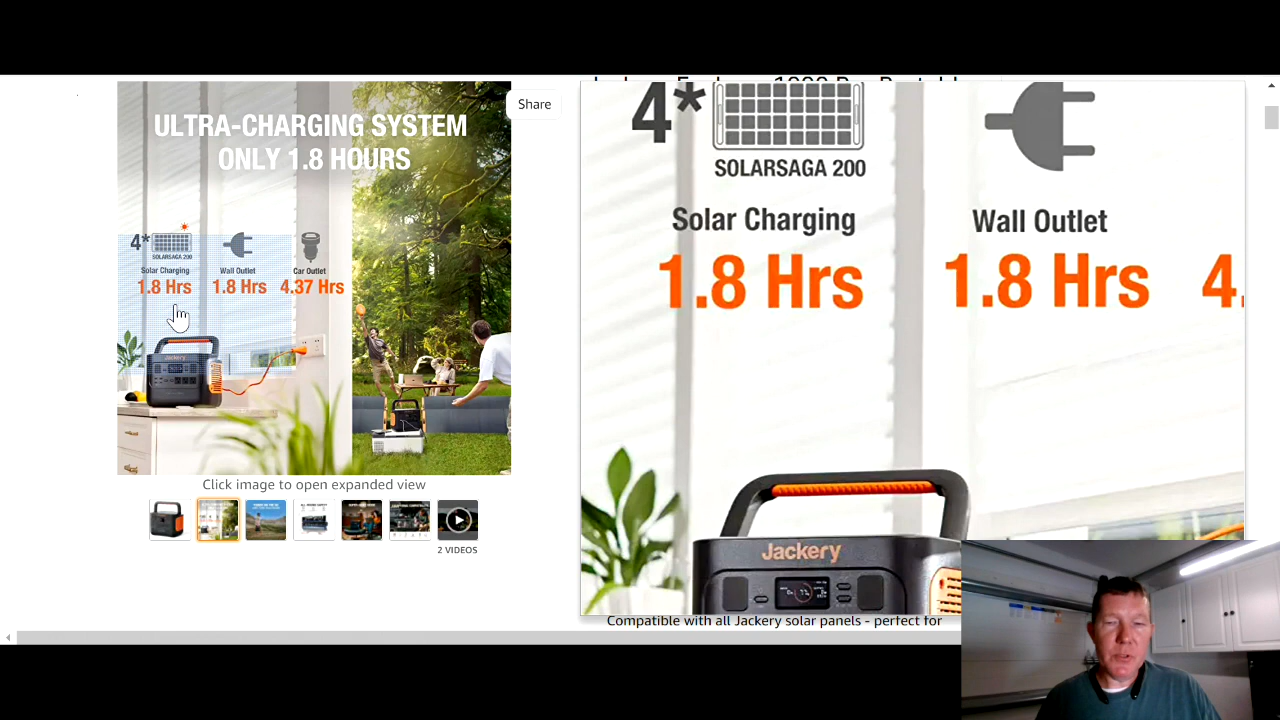 Share
ULTRA-CHARGING SYSTEM
ONLY 1.8 HOURS
4*
SOLARSAGA 200
Solar Charging
Wall Outlet
Car Outlet
1.8 Hrs
1.8 Hrs
4.37 Hrs
Jackery
Click image to open expanded view
2 VIDEOS
4*
SOLARSAGA 200
Solar Charging
Wall Outlet
1.8 Hrs
1.8 Hrs
4.
Jackery
Compatible with all Jackery solar panels - perfect for